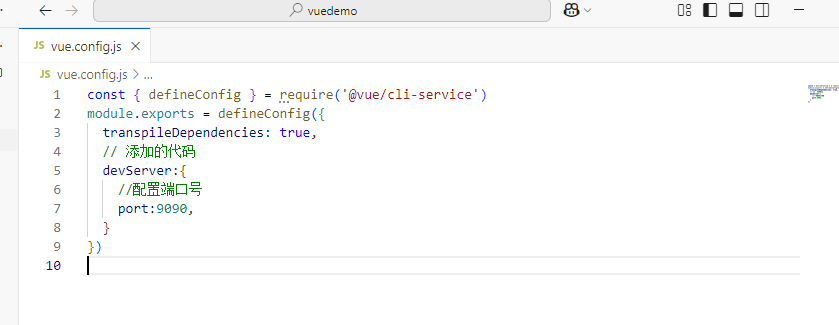 vuedemo
JS vue.config.js
JS vue.config.js > ...
1 const { defineConfig } = require('@vue/cli-service')
2 module.exports = defineConfig({
3 transpileDependencies: true,
4 // 添加的代码
5 devServer:{
6 //配置端口号
7 port:9090,
8 }
9 })
10